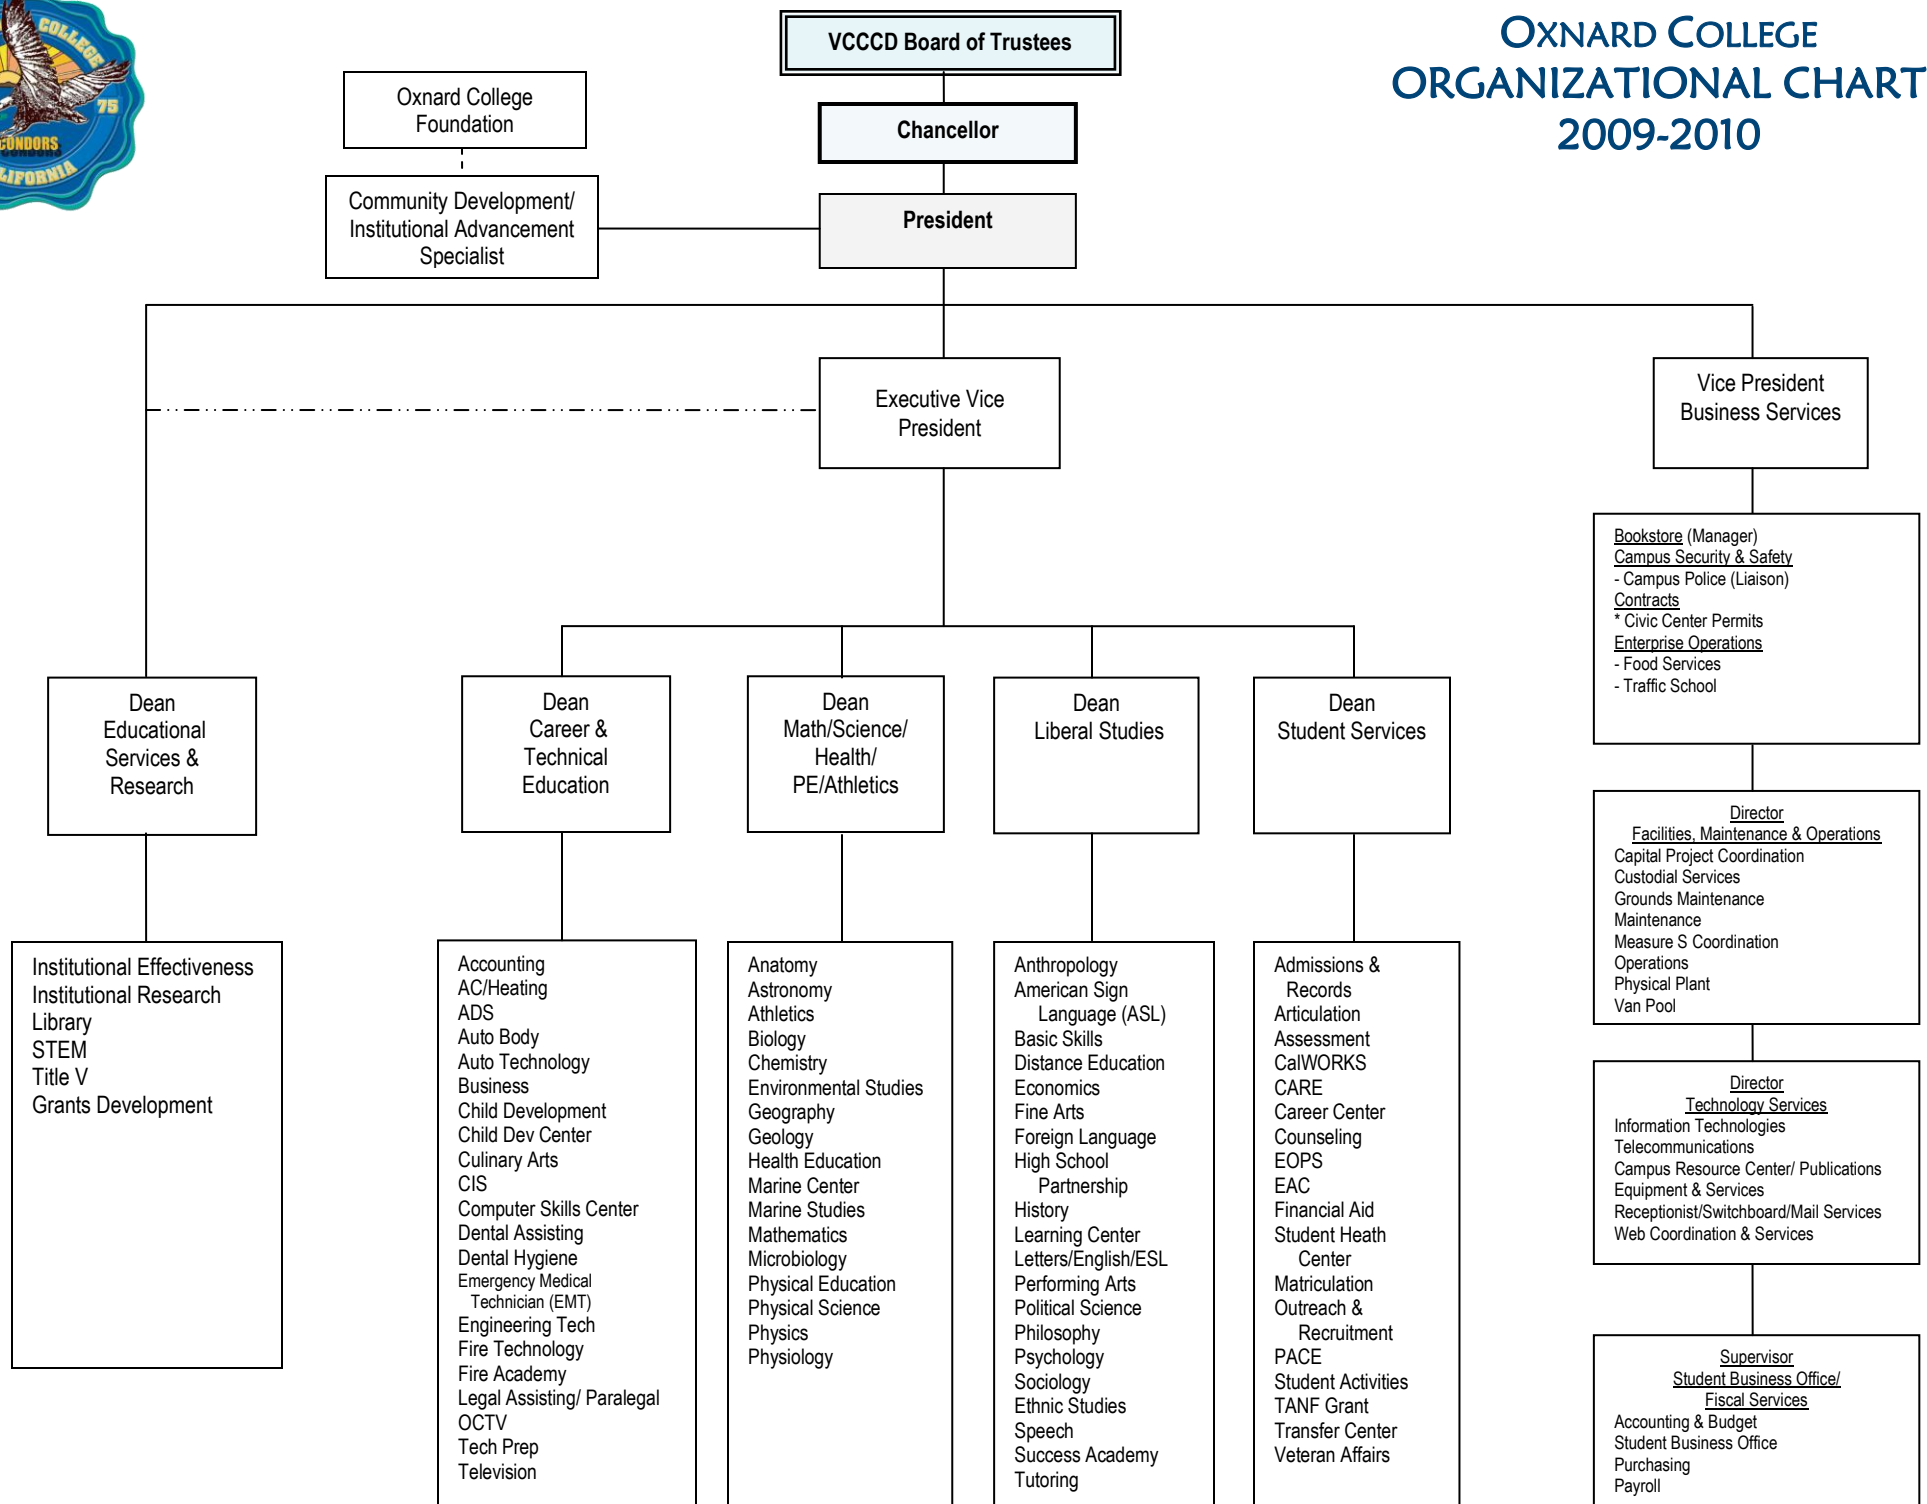 COLLEGE
75
CONDORS
CALIFORNIA
OXNARD COLLEGE
ORGANIZATIONAL CHART
2009-2010
VCCCD Board of Trustees
Chancellor
President
Oxnard College
Foundation
Community Development/
Institutional Advancement
Specialist
Executive Vice
President
Vice President
Business Services
Bookstore (Manager)
Campus Security & Safety
- Campus Police (Liaison)
Contracts
* Civic Center Permits
Enterprise Operations
- Food Services
- Traffic School
Director
Facilities, Maintenance & Operations
Capital Project Coordination
Custodial Services
Grounds Maintenance
Maintenance
Measure S Coordination
Operations
Physical Plant
Van Pool
Director
Technology Services
Information Technologies
Telecommunications
Campus Resource Center/ Publications
Equipment & Services
Receptionist/Switchboard/Mail Services
Web Coordination & Services
Supervisor
Student Business Office/
Fiscal Services
Accounting & Budget
Student Business Office
Purchasing
Payroll
Dean
Educational
Services &
Research
Institutional Effectiveness
Institutional Research
Library
STEM
Title V
Grants Development
Dean
Career &
Technical
Education
Accounting
AC/Heating
ADS
Auto Body
Auto Technology
Business
Child Development
Child Dev Center
Culinary Arts
CIS
Computer Skills Center
Dental Assisting
Dental Hygiene
Emergency Medical
Technician (EMT)
Engineering Tech
Fire Technology
Fire Academy
Legal Assisting/ Paralegal
OCTV
Tech Prep
Television
Dean
Math/Science/
Health/
PE/Athletics
Anatomy
Astronomy
Athletics
Biology
Chemistry
Environmental Studies
Geography
Geology
Health Education
Marine Center
Marine Studies
Mathematics
Microbiology
Physical Education
Physical Science
Physics
Physiology
Dean
Liberal Studies
Anthropology
American Sign
Language (ASL)
Basic Skills
Distance Education
Economics
Fine Arts
Foreign Language
High School
Partnership
History
Learning Center
Letters/English/ESL
Performing Arts
Political Science
Philosophy
Psychology
Sociology
Ethnic Studies
Speech
Success Academy
Tutoring
Dean
Student Services
Admissions &
Records
Articulation
Assessment
CalWORKS
CARE
Career Center
Counseling
EOPS
EAC
Financial Aid
Student Heath
Center
Matriculation
Outreach &
Recruitment
PACE
Student Activities
TANF Grant
Transfer Center
Veteran Affairs